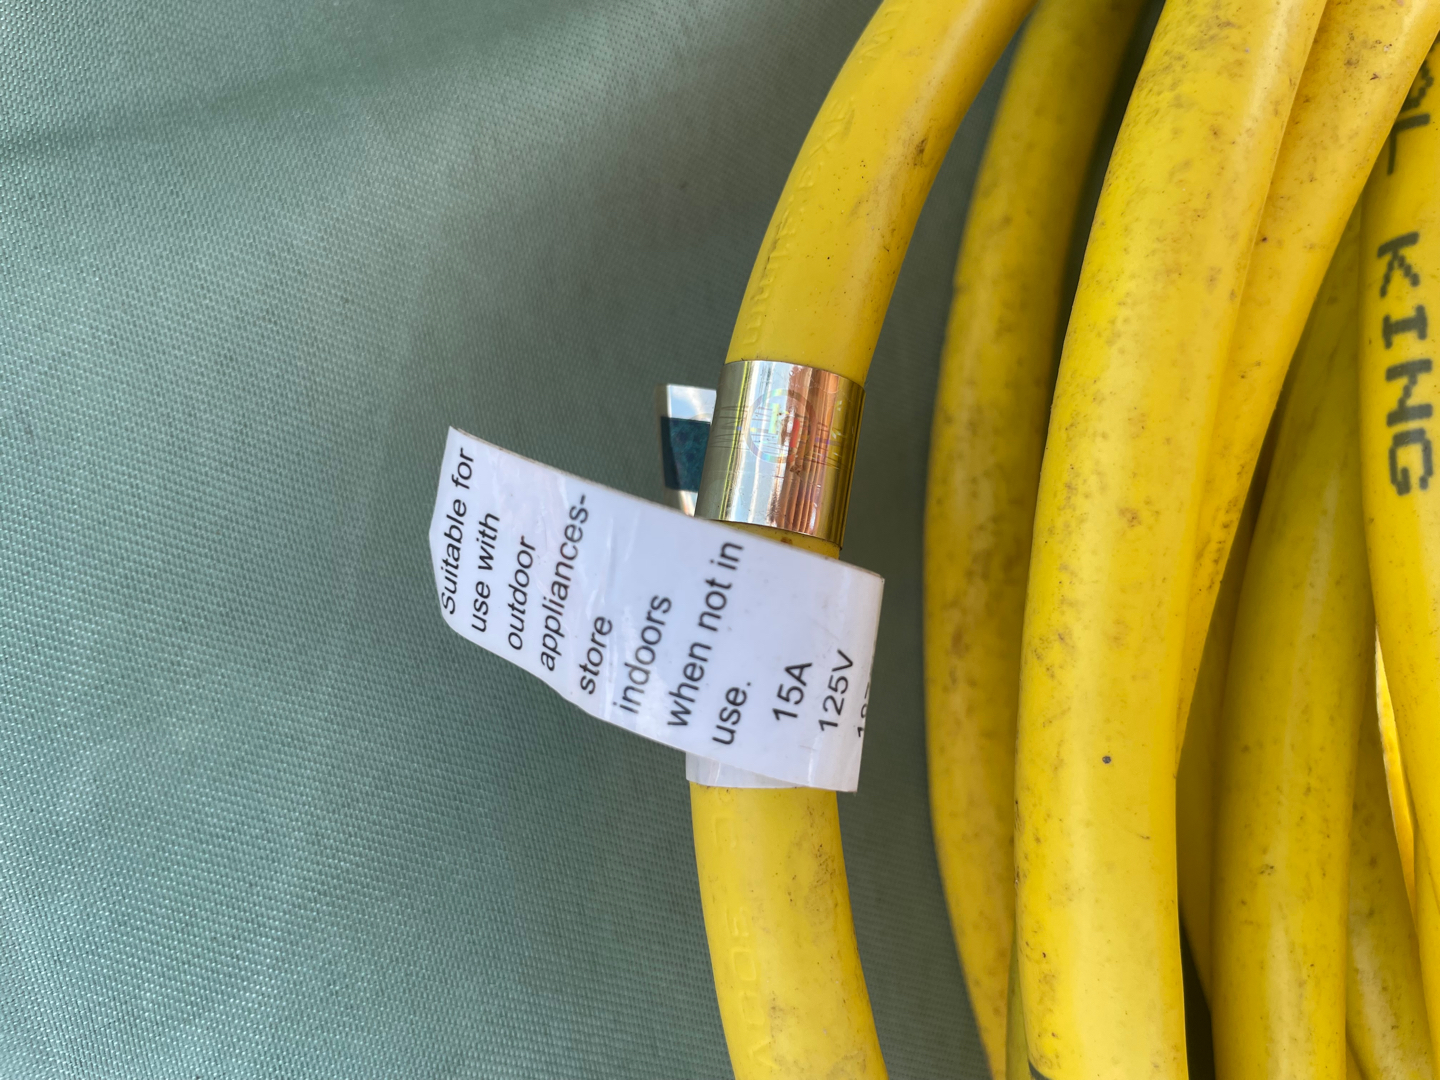 Suitable for
use with
outdoor
appliances-
store
indoors
when not in
use.
15A
125V
KING